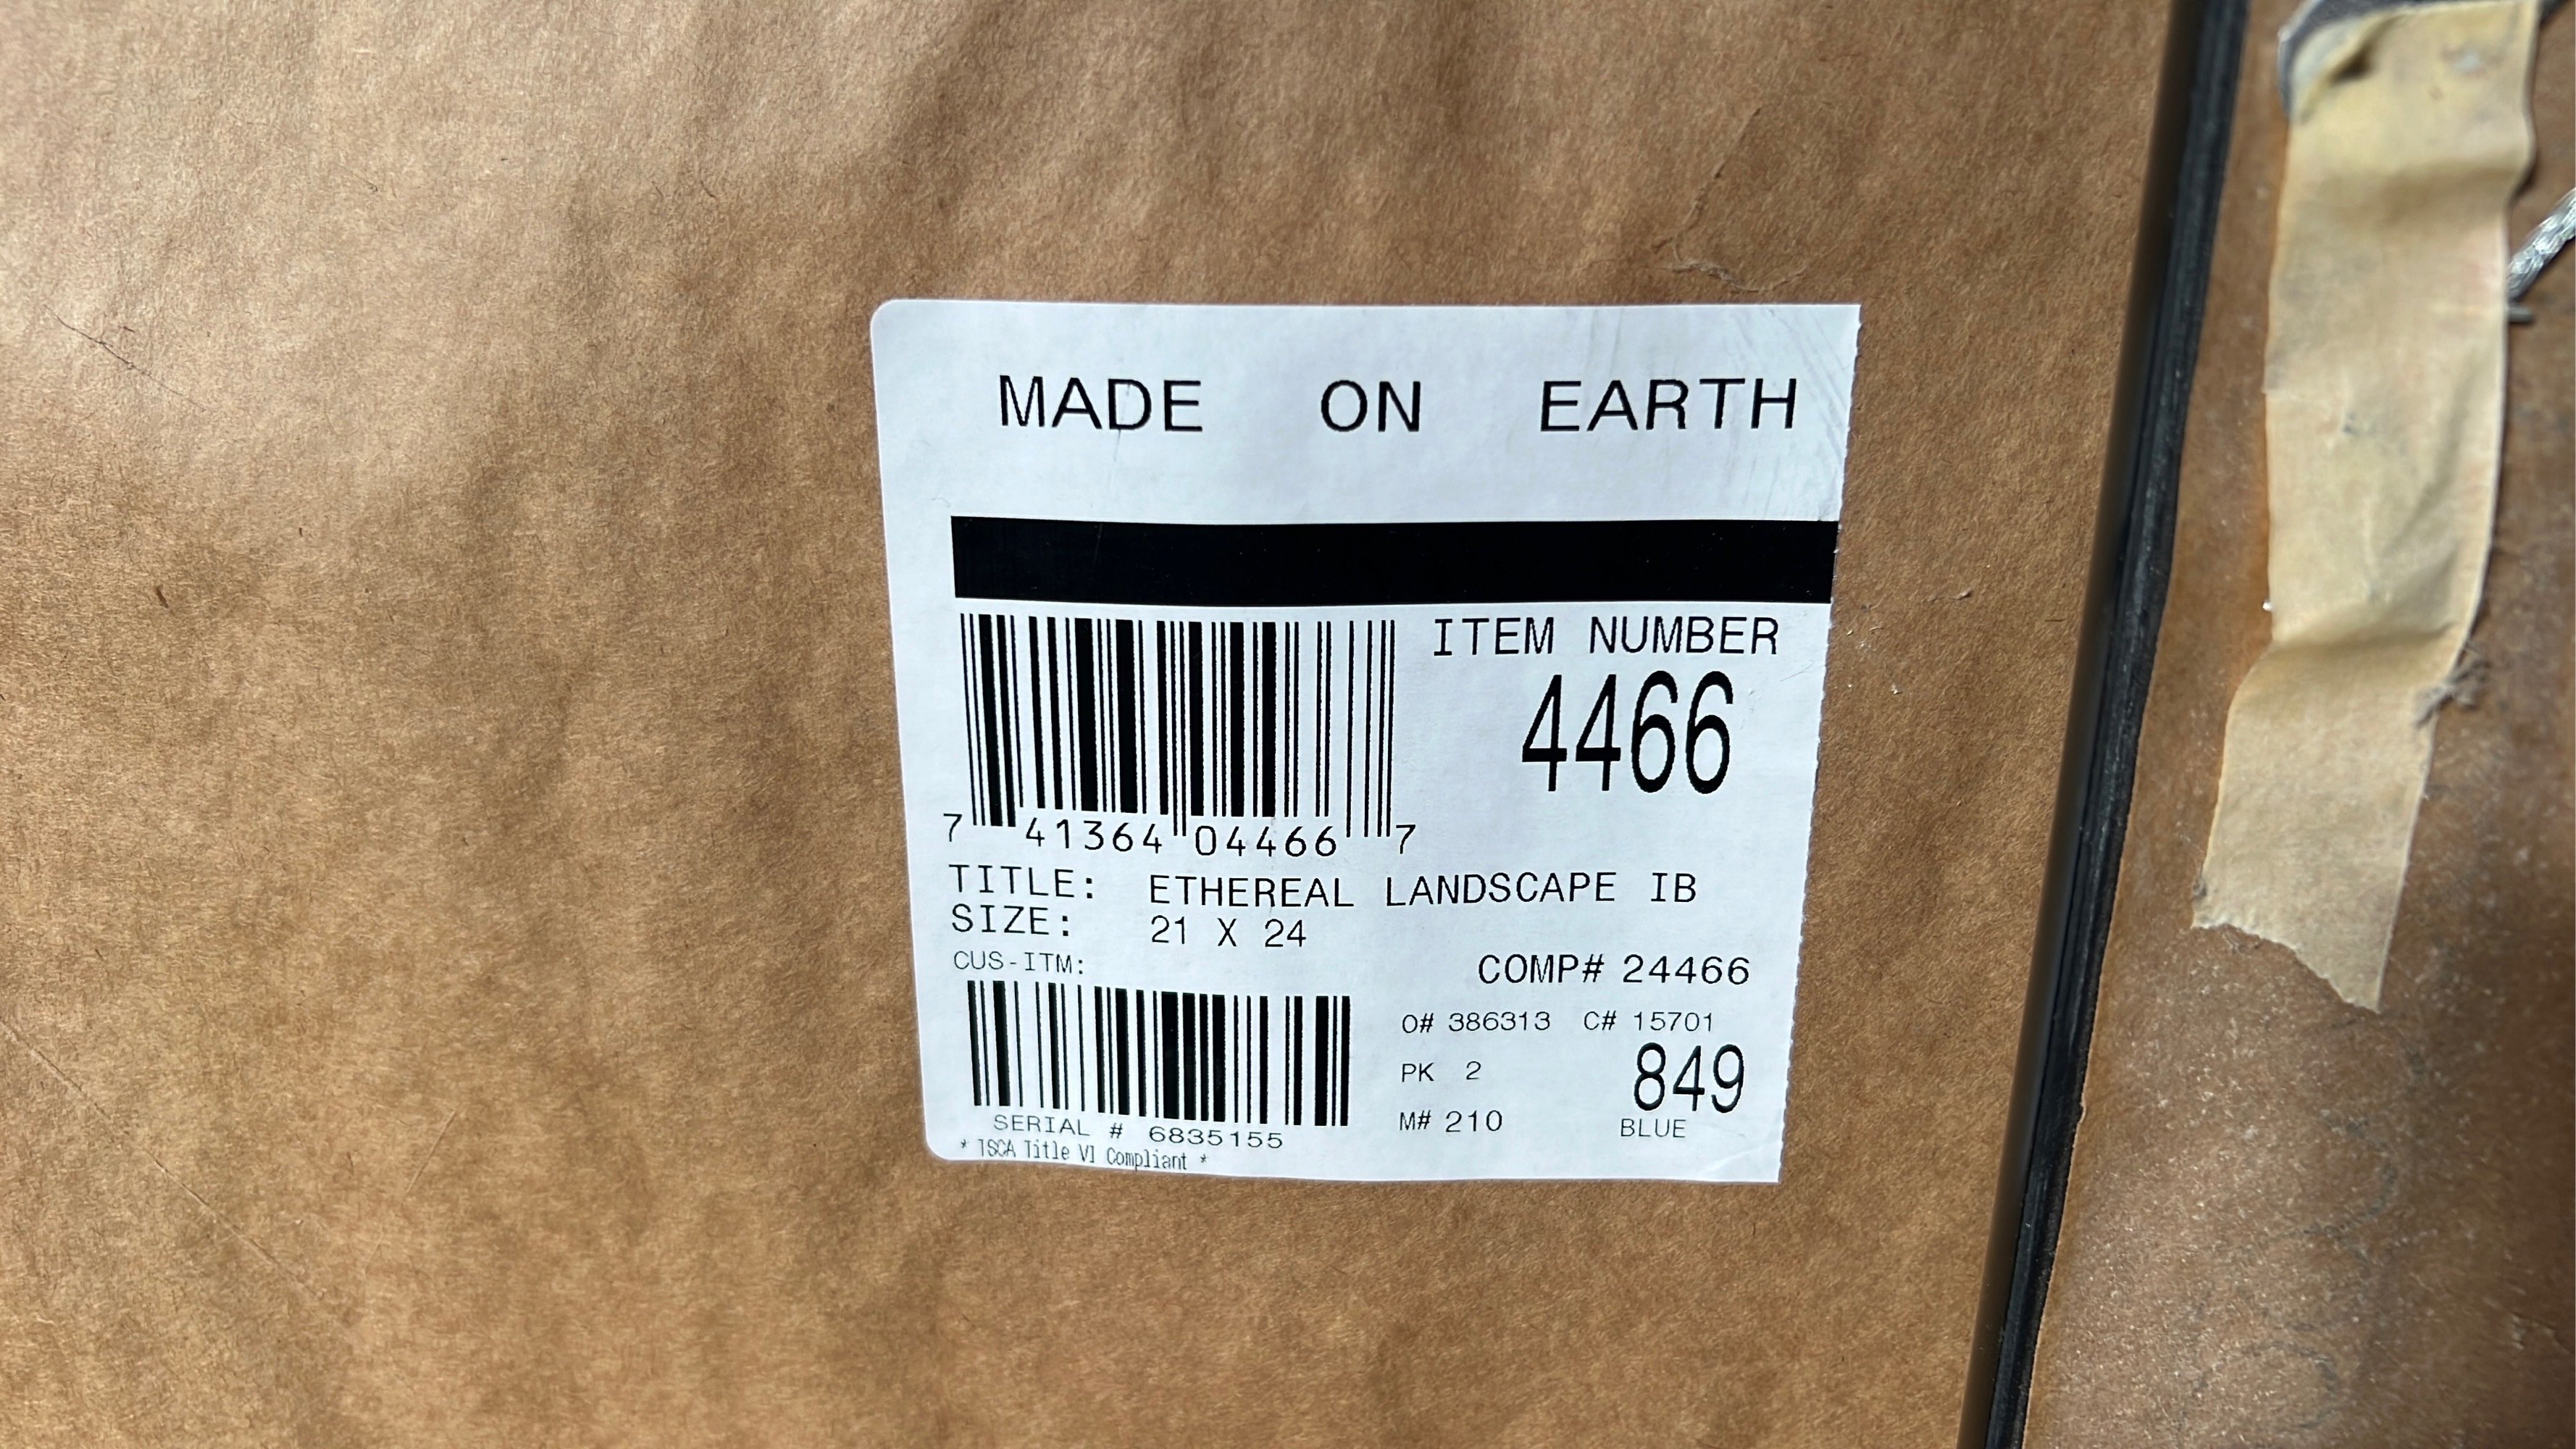 MADE ON EARTH
ITEM NUMBER
4466
7 41364 04466 7
TITLE: ETHEREAL LANDSCAPE IB
SIZE: 21 X 24
CUS-ITM:
COMP# 24466
O# 386313 C# 15701
PK 2
849
M# 210
BLUE
SERIAL # 6835155
* TSCA Title VI Compliant *